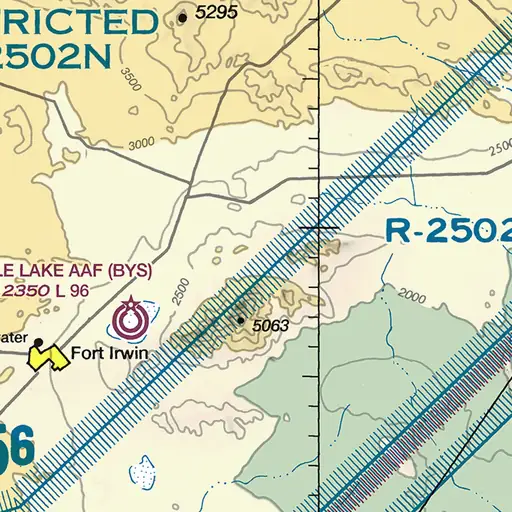 5295
RICTED
2502N
3500
3000
2500
R-2502
LE LAKE AAF (BYS)
2350 L 96
2500
2000
5063
ater
Fort Irwin
56